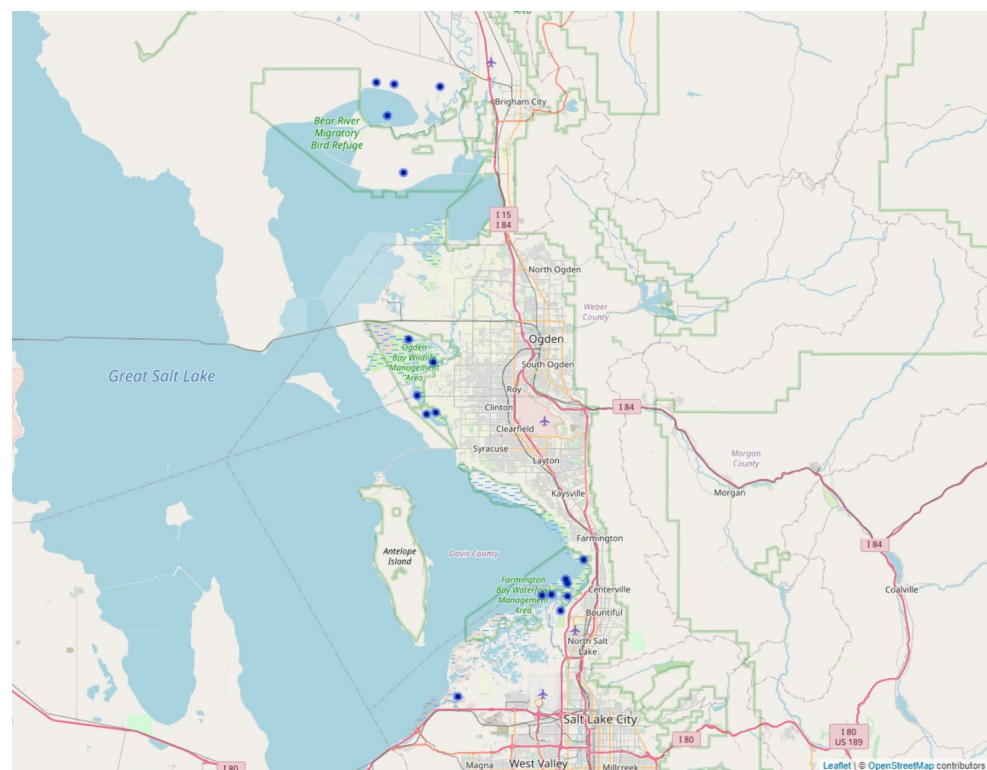 Area
Brigham City
Bear River
Migratory
Bird Refuge
I 15
I 84
North Ogden
Weber
County
Ogden
Ogden
Bay Wildlife
Management
Area
South Ogden
Great Salt Lake
Roy
Clinton
I 84
Clearfield
Syracuse
Layton
Morgan
County
Kaysville
Morgan
Farmington
I 84
Antelope
Island
Davis County
Farmington
Bay Waterfowl
Management
Area
Centerville
Coalville
Bountiful
North Salt
Lake
Salt Lake City
I 80
I 80
US 189
I 80
Magna
West Valley
Millcreek
Leaflet | © OpenStreetMap contributors